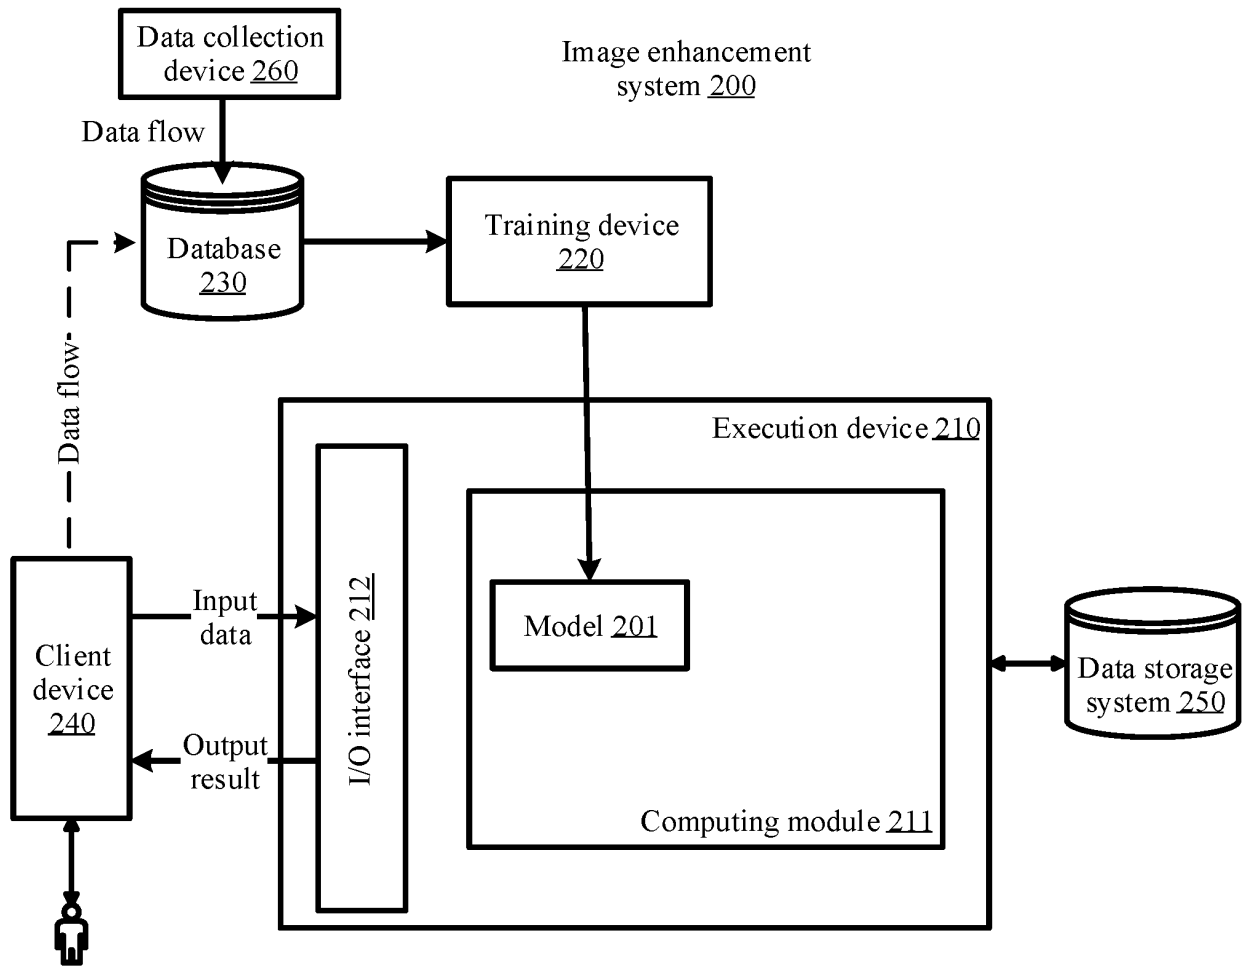 Data collection
device 260
Image enhancement
system 200
Data flow
Database
230
Training device
220
Data flow
Execution device 210
I/O interface 212
Model 201
Computing module 211
Input
data
Output
result
Client
device
240
Data storage
system 250